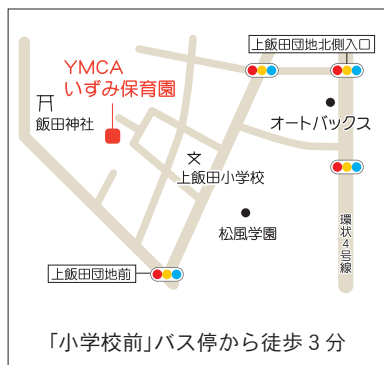 上飯田団地北側入口
YMCA
いずみ保育園
飯田神社
オートバックス
上飯田小学校
松風学園
環状4号線
上飯田団地前
「小学校前」バス停から徒歩3分